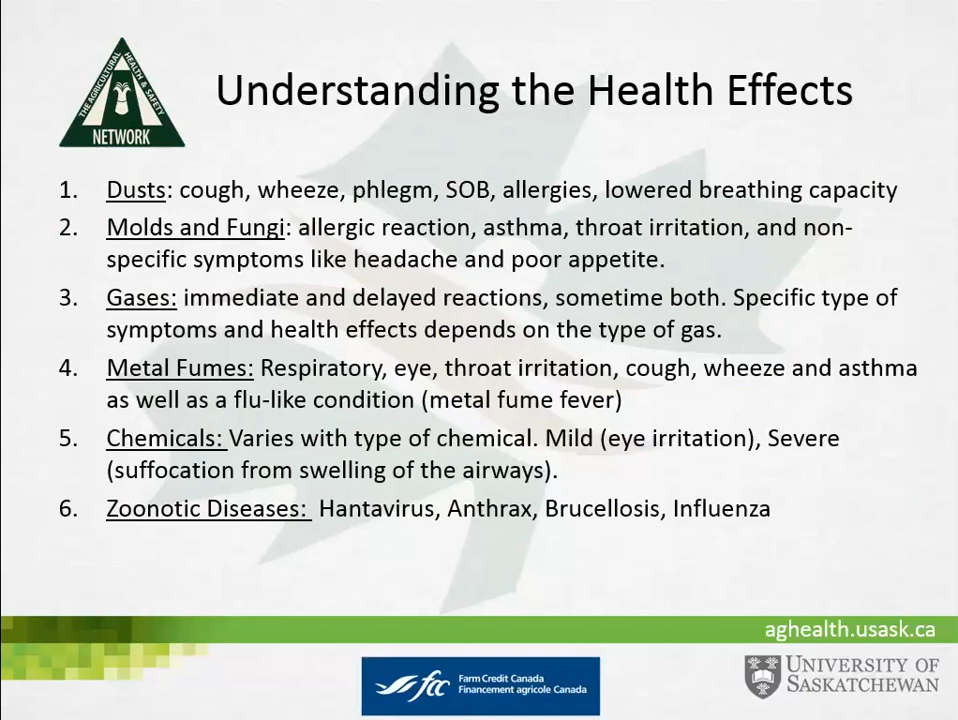 THE AGRICULTURAL HEALTH & SAFETY
NETWORK
Understanding the Health Effects
1. Dusts: cough, wheeze, phlegm, SOB, allergies, lowered breathing capacity
2. Molds and Fungi: allergic reaction, asthma, throat irritation, and non-
specific symptoms like headache and poor appetite.
3. Gases: immediate and delayed reactions, sometime both. Specific type of
symptoms and health effects depends on the type of gas.
4. Metal Fumes: Respiratory, eye, throat irritation, cough, wheeze and asthma
as well as a flu-like condition (metal fume fever)
5. Chemicals: Varies with type of chemical. Mild (eye irritation), Severe
(suffocation from swelling of the airways).
6. Zoonotic Diseases: Hantavirus, Anthrax, Brucellosis, Influenza
aghealth.usask.ca
fcc
Farm Credit Canada
Financement agricole Canada
UNIVERSITY OF
SASKATCHEWAN